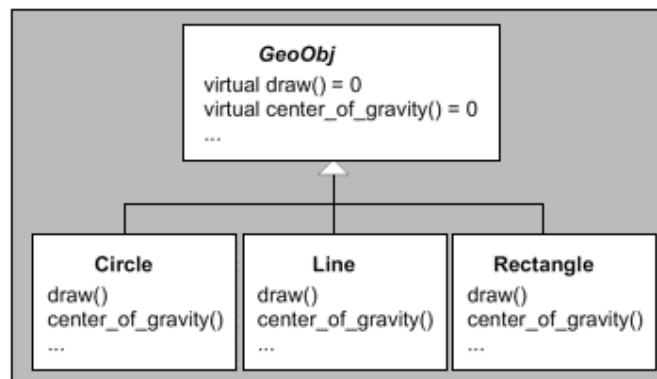 GeoObj
virtual draw() = 0
virtual center_of_gravity() = 0
...
Circle
draw()
center_of_gravity()
...
Line
draw()
center_of_gravity()
...
Rectangle
draw()
center_of_gravity()
...